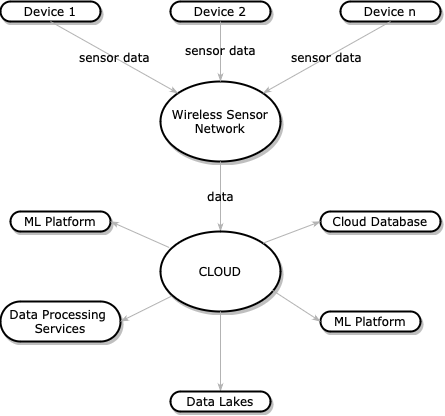 Device 1
Device 2
Device n
sensor data
sensor data
sensor data
Wireless Sensor
Network
data
ML Platform
Cloud Database
CLOUD
Data Processing
Services
ML Platform
Data Lakes